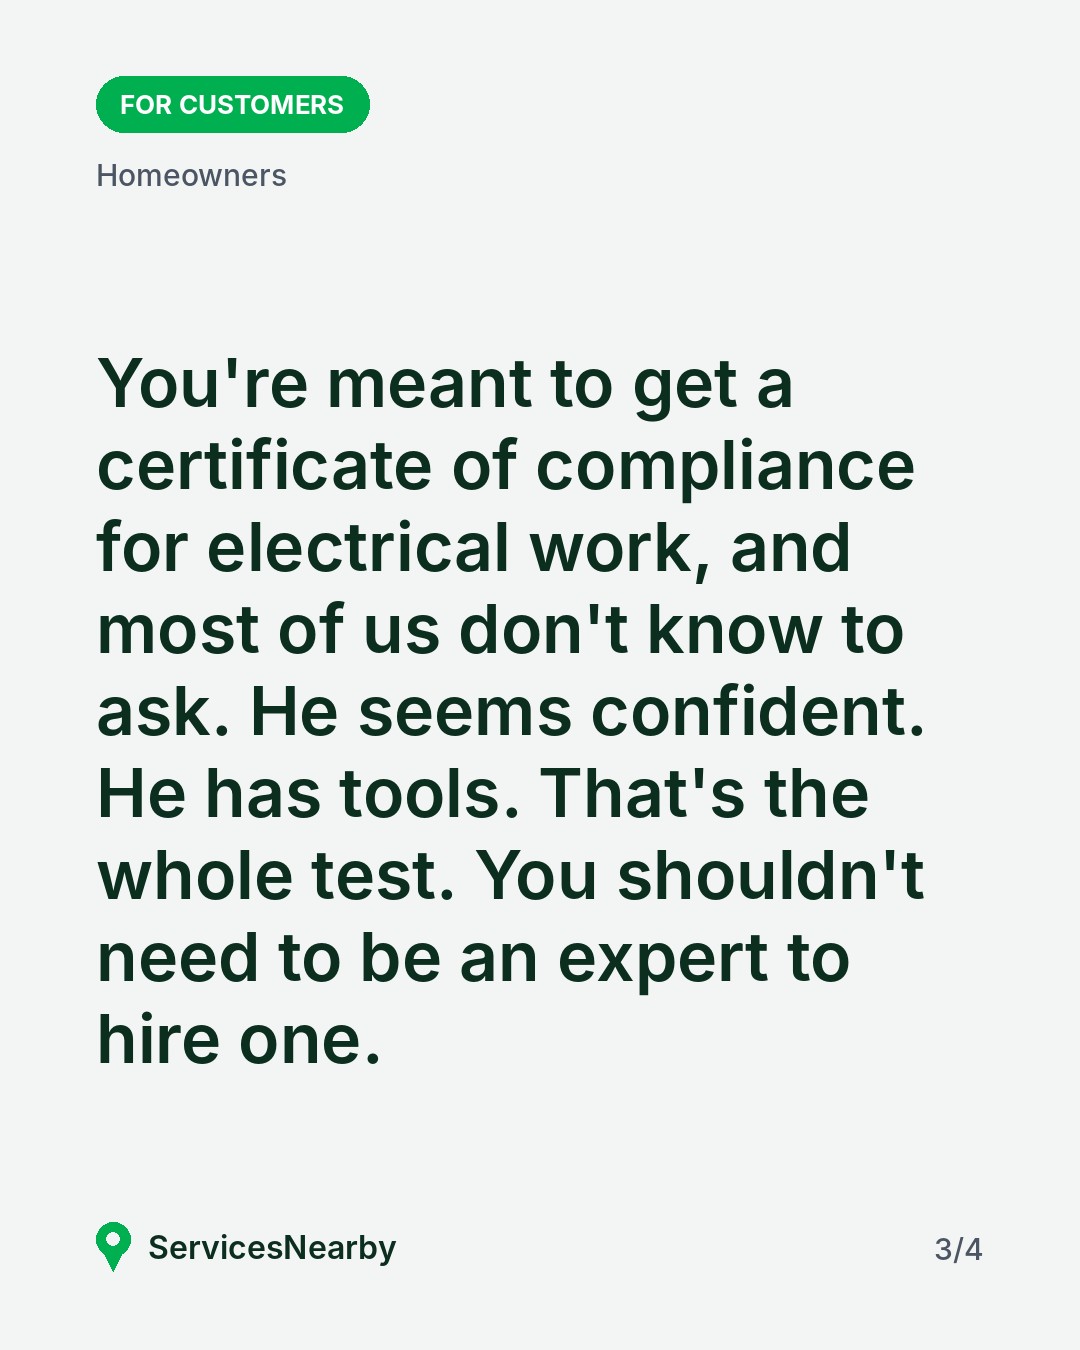 FOR CUSTOMERS
Homeowners
You're meant to get a
certificate of compliance
for electrical work, and
most of us don't know to
ask. He seems confident.
He has tools. That's the
whole test. You shouldn't
need to be an expert to
hire one.
ServicesNearby
3/4